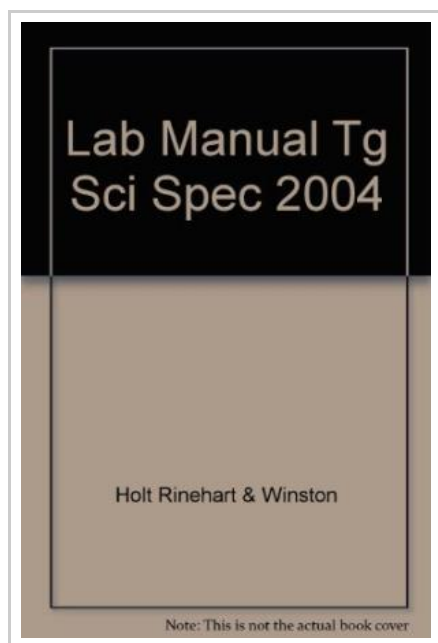 Lab Manual Tg
Sci Spec 2004
Holt Rinehart & Winston
Note: This is not the actual book cover